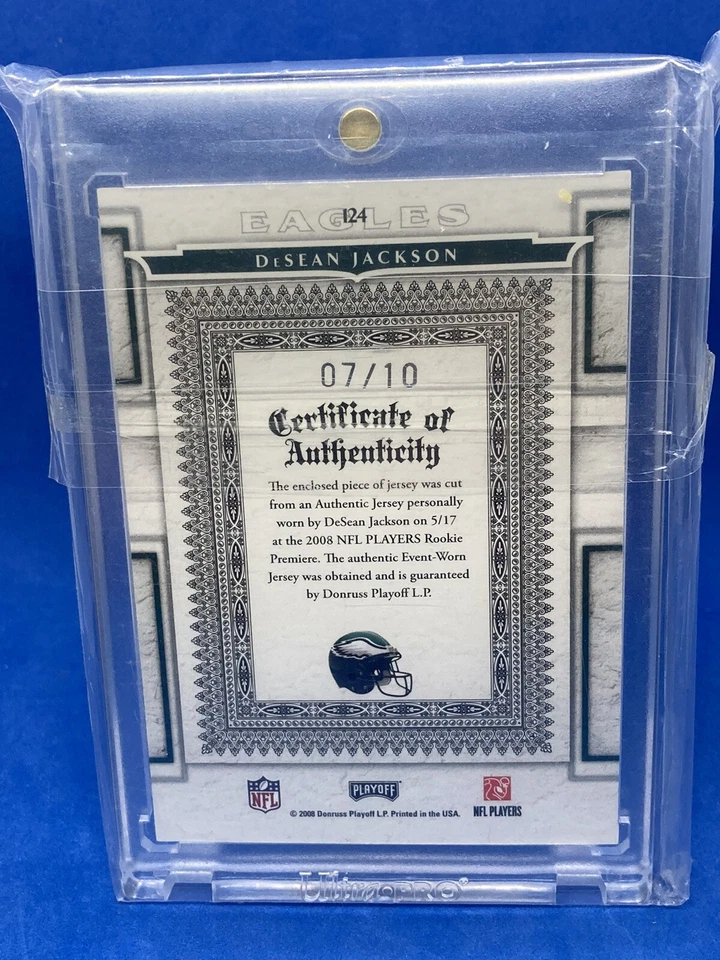 EAGLES
124
DeSean Jackson
07/10
Certificate of
Authenticity
The enclosed piece of jersey was cut
from an Authentic Jersey personally
worn by DeSean Jackson on 5/17
at the 2008 NFL PLAYERS Rookie
Premiere. The authentic Event-Worn
Jersey was obtained and is guaranteed
by Donruss Playoff L.P.
NFL
PLAYOFF
NFL PLAYERS
© 2008 Donruss Playoff L.P. Printed in the USA.
Ultra·PRO®